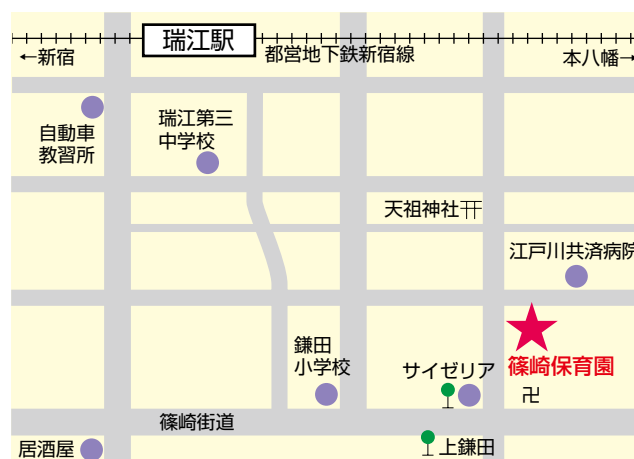 瑞江駅
←新宿
都営地下鉄新宿線
本八幡→
自動車
教習所
瑞江第三
中学校
天祖神社
江戸川共済病院
鎌田
小学校
サイゼリア
篠崎保育園
卍
篠崎街道
居酒屋
上鎌田